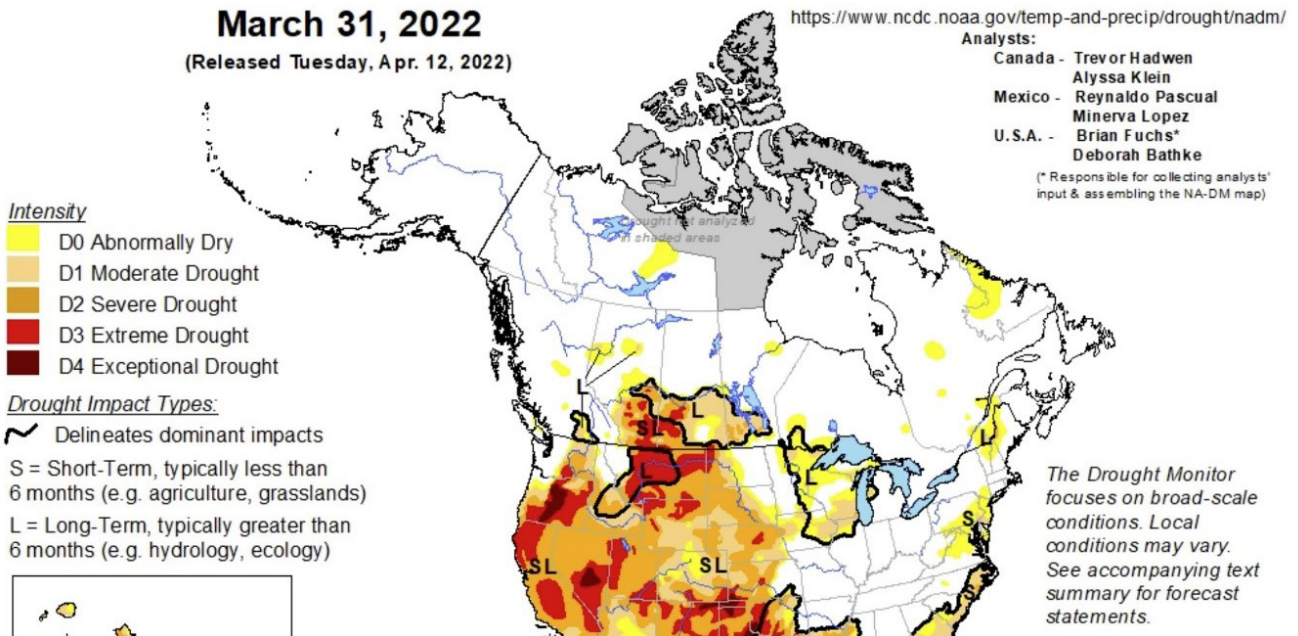 March 31, 2022
(Released Tuesday, Apr. 12, 2022)
https://www.ncdc.noaa.gov/temp-and-precip/drought/nadm/
Analysts:
Canada - Trevor Hadwen
Alyssa Klein
Mexico - Reynaldo Pascual
Minerva Lopez
U.S.A. - Brian Fuchs*
Deborah Bathke
(* Responsible for collecting analysts'
input & assembling the NA-DM map)
Drought not analyzed
in shaded areas
Intensity
D0 Abnormally Dry
D1 Moderate Drought
D2 Severe Drought
D3 Extreme Drought
D4 Exceptional Drought
Drought Impact Types:
Delineates dominant impacts
S = Short-Term, typically less than
6 months (e.g. agriculture, grasslands)
L = Long-Term, typically greater than
6 months (e.g. hydrology, ecology)
L
L
SL
L
L
L
S
SL
SL
S
The Drought Monitor
focuses on broad-scale
conditions. Local
conditions may vary.
See accompanying text
summary for forecast
statements.